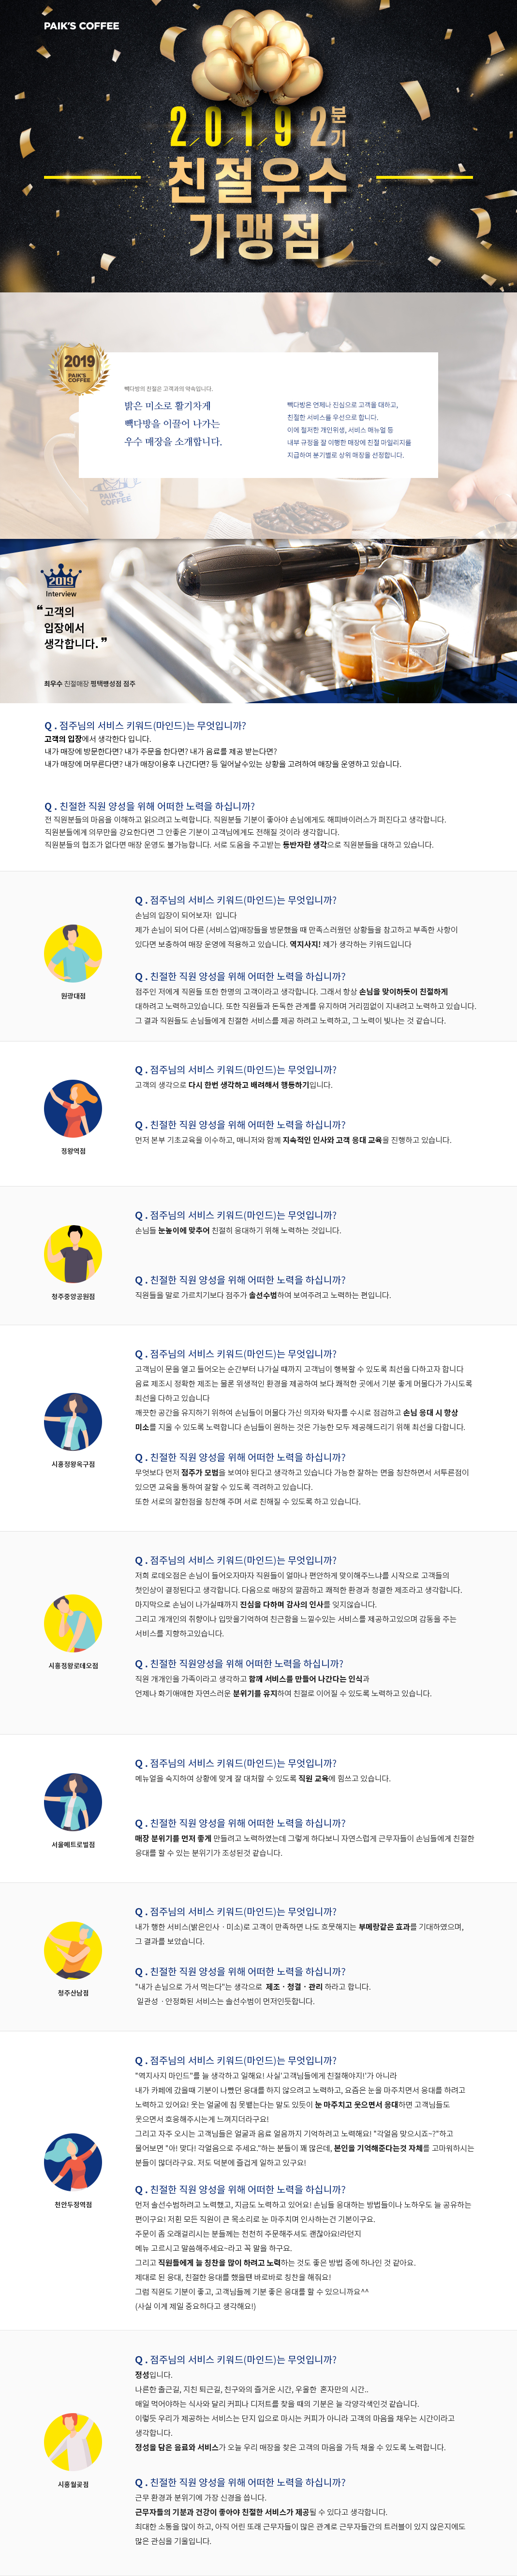 PAIK'S COFFEE
2/0/1/9 2분기
친절우수
가맹점
2019
PAIK'S COFFEE
빽다방의 친절은 고객과의 약속입니다.
밝은 미소로 활기차게
빽다방을 이끌어 나가는
우수 매장을 소개합니다.
빽다방은 언제나 진심으로 고객을 대하고,
친절한 서비스를 우선으로 합니다.
이에 철저한 개인위생, 서비스 매뉴얼 등
내부 규정을 잘 이행한 매장에 친절 마일리지를
지급하여 분기별로 상위 매장을 선정합니다.
PAIK'S COFFEE
2019
Interview
“ 고객의
입장에서
생각합니다. ”
최우수 친절매장 평택팽성점 점주
Q . 점주님의 서비스 키워드(마인드)는 무엇입니까?
고객의 입장에서 생각한다 입니다.
내가 매장에 방문한다면? 내가 주문을 한다면? 내가 음료를 제공 받는다면?
내가 매장에 머무른다면? 내가 매장이용후 나간다면? 등 일어날수있는 상황을 고려하여 매장을 운영하고 있습니다.
Q . 친절한 직원 양성을 위해 어떠한 노력을 하십니까?
전 직원분들의 마음을 이해하고 읽으려고 노력합니다. 직원분들 기분이 좋아야 손님에게도 해피바이러스가 퍼진다고 생각합니다.
직원분들에게 의무만을 강요한다면 그 안좋은 기분이 고객님에게도 전해질 것이라 생각합니다.
직원분들의 협조가 없다면 매장 운영도 불가능합니다. 서로 도움을 주고받는 동반자란 생각으로 직원분들을 대하고 있습니다.
원광대점
Q . 점주님의 서비스 키워드(마인드)는 무엇입니까?
손님의 입장이 되어보자! 입니다
제가 손님이 되어 다른 (서비스업)매장들을 방문했을 때 만족스러웠던 상황들을 참고하고 부족한 사항이
있다면 보충하여 매장 운영에 적용하고 있습니다. 역지사지! 제가 생각하는 키워드입니다
Q . 친절한 직원 양성을 위해 어떠한 노력을 하십니까?
점주인 저에게 직원들 또한 한명의 고객이라고 생각합니다. 그래서 항상 손님을 맞이하듯이 친절하게
대하려고 노력하고있습니다. 또한 직원들과 돈독한 관계를 유지하며 거리낌없이 지내려고 노력하고 있습니다.
그 결과 직원들도 손님들에게 친절한 서비스를 제공 하려고 노력하고, 그 노력이 빛나는 것 같습니다.
정왕역점
Q . 점주님의 서비스 키워드(마인드)는 무엇입니까?
고객의 생각으로 다시 한번 생각하고 배려해서 행동하기입니다.
Q . 친절한 직원 양성을 위해 어떠한 노력을 하십니까?
먼저 본부 기초교육을 이수하고, 매니저와 함께 지속적인 인사와 고객 응대 교육을 진행하고 있습니다.
청주중앙공원점
Q . 점주님의 서비스 키워드(마인드)는 무엇입니까?
손님들 눈높이에 맞추어 친절히 응대하기 위해 노력하는 것입니다.
Q . 친절한 직원 양성을 위해 어떠한 노력을 하십니까?
직원들을 말로 가르치기보다 점주가 솔선수범하여 보여주려고 노력하는 편입니다.
시흥정왕옥구점
Q . 점주님의 서비스 키워드(마인드)는 무엇입니까?
고객님이 문을 열고 들어오는 순간부터 나가실 때까지 고객님이 행복할 수 있도록 최선을 다하고자 합니다
음료 제조시 정확한 제조는 물론 위생적인 환경을 제공하여 보다 쾌적한 곳에서 기분 좋게 머물다가 가시도록
최선을 다하고 있습니다
깨끗한 공간을 유지하기 위하여 손님들이 머물다 가신 의자와 탁자를 수시로 점검하고 손님 응대 시 항상
미소를 지을 수 있도록 노력합니다 손님들이 원하는 것은 가능한 모두 제공해드리기 위해 최선을 다합니다.
Q . 친절한 직원 양성을 위해 어떠한 노력을 하십니까?
무엇보다 먼저 점주가 모범을 보여야 된다고 생각하고 있습니다 가능한 잘하는 면을 칭찬하면서 서투른점이
있으면 교육을 통하여 잘할 수 있도록 격려하고 있습니다.
또한 서로의 잘한점을 칭찬해 주며 서로 친해질 수 있도록 하고 있습니다.
시흥정왕로데오점
Q . 점주님의 서비스 키워드(마인드)는 무엇입니까?
저희 로데오점은 손님이 들어오자마자 직원들이 얼마나 편안하게 맞이해주느냐를 시작으로 고객들의
첫인상이 결정된다고 생각합니다. 다음으로 매장의 깔끔하고 쾌적한 환경과 청결한 제조라고 생각합니다.
마지막으로 손님이 나가실때까지 진심을 다하며 감사의 인사를 잊지않습니다.
그리고 개개인의 취향이나 입맛을기억하여 친근함을 느낄수있는 서비스를 제공하고있으며 감동을 주는
서비스를 지향하고있습니다.
Q . 친절한 직원양성을 위해 어떠한 노력을 하십니까?
직원 개개인을 가족이라고 생각하고 함께 서비스를 만들어 나간다는 인식과
언제나 화기애애한 자연스러운 분위기를 유지하여 친절로 이어질 수 있도록 노력하고 있습니다.
서울메트로빌점
Q . 점주님의 서비스 키워드(마인드)는 무엇입니까?
메뉴얼을 숙지하여 상황에 맞게 잘 대처할 수 있도록 직원 교육에 힘쓰고 있습니다.
Q . 친절한 직원 양성을 위해 어떠한 노력을 하십니까?
매장 분위기를 먼저 좋게 만들려고 노력하였는데 그렇게 하다보니 자연스럽게 근무자들이 손님들에게 친절한
응대를 할 수 있는 분위기가 조성된것 같습니다.
청주산남점
Q . 점주님의 서비스 키워드(마인드)는 무엇입니까?
내가 행한 서비스(밝은인사ㆍ미소)로 고객이 만족하면 나도 흐뭇해지는 부메랑같은 효과를 기대하였으며,
그 결과를 보았습니다.
Q . 친절한 직원 양성을 위해 어떠한 노력을 하십니까?
"내가 손님으로 가서 먹는다"는 생각으로 제조ㆍ청결ㆍ관리 하라고 합니다.
일관성ㆍ안정화된 서비스는 솔선수범이 먼저인듯합니다.
천안두정역점
Q . 점주님의 서비스 키워드(마인드)는 무엇입니까?
"역지사지 마인드"를 늘 생각하고 일해요! 사실'고객님들에게 친절해야지!'가 아니라
내가 카페에 갔을때 기분이 나빴던 응대를 하지 않으려고 노력하고, 요즘은 눈을 마주치면서 응대를 하려고
노력하고 있어요! 웃는 얼굴에 침 못뱉는다는 말도 있듯이 눈 마주치고 웃으면서 응대하면 고객님들도
웃으면서 호응해주시는게 느껴지더라구요!
그리고 자주 오시는 고객님들은 얼굴과 음료 얼음까지 기억하려고 노력해요! "각얼음 맞으시죠~?"하고
물어보면 "아! 맞다! 각얼음으로 주세요."하는 분들이 꽤 많은데, 본인을 기억해준다는것 자체를 고마워하시는
분들이 많더라구요. 저도 덕분에 즐겁게 일하고 있구요!
Q . 친절한 직원 양성을 위해 어떠한 노력을 하십니까?
먼저 솔선수범하려고 노력했고, 지금도 노력하고 있어요! 손님들 응대하는 방법들이나 노하우도 늘 공유하는
편이구요! 저흰 모든 직원이 큰 목소리로 눈 마주치며 인사하는건 기본이구요.
주문이 좀 오래걸리시는 분들께는 천천히 주문해주셔도 괜찮아요!라던지
메뉴 고르시고 말씀해주세요~라고 꼭 말을 하구요.
그리고 직원들에게 늘 칭찬을 많이 하려고 노력하는 것도 좋은 방법 중에 하나인 것 같아요.
제대로 된 응대, 친절한 응대를 했을땐 바로바로 칭찬을 해줘요!
그럼 직원도 기분이 좋고, 고객님들께 기분 좋은 응대를 할 수 있으니까요^^
(사실 이게 제일 중요하다고 생각해요!)
시흥월곶점
Q . 점주님의 서비스 키워드(마인드)는 무엇입니까?
정성입니다.
나른한 출근길, 지친 퇴근길, 친구와의 즐거운 시간, 우울한 혼자만의 시간..
매일 먹어야하는 식사와 달리 커피나 디저트를 찾을 때의 기분은 늘 각양각색인것 같습니다.
이렇듯 우리가 제공하는 서비스는 단지 입으로 마시는 커피가 아니라 고객의 마음을 채우는 시간이라고
생각합니다.
정성을 담은 음료와 서비스가 오늘 우리 매장을 찾은 고객의 마음을 가득 채울 수 있도록 노력합니다.
Q . 친절한 직원 양성을 위해 어떠한 노력을 하십니까?
근무 환경과 분위기에 가장 신경을 씁니다.
근무자들의 기분과 건강이 좋아야 친절한 서비스가 제공될 수 있다고 생각합니다.
최대한 소통을 많이 하고, 아직 어린 또래 근무자들이 많은 관계로 근무자들간의 트러블이 있지 않은지에도
많은 관심을 기울입니다.